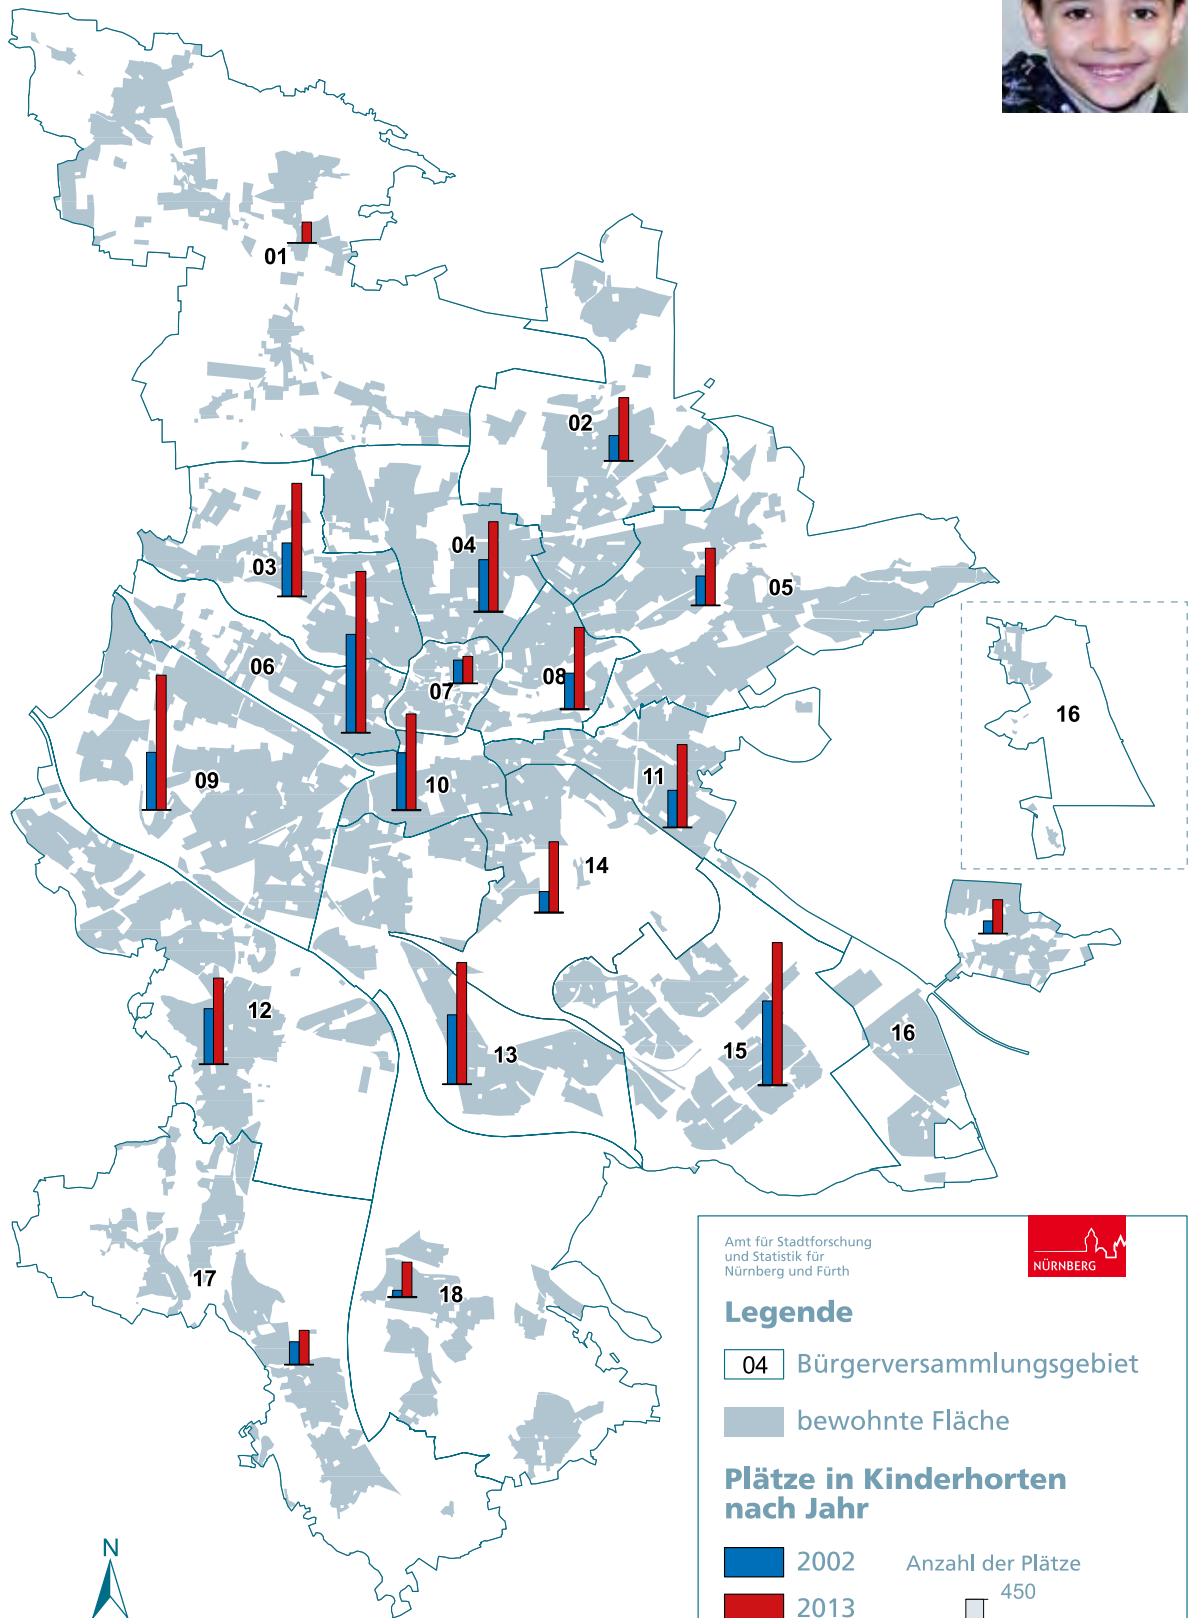 01
02
03
04
05
06
07
08
09
10
11
12
13
14
15
16
16
17
18
N
Amt für Stadtforschung
und Statistik für
Nürnberg und Fürth
NÜRNBERG
Legende
04 Bürgerversammlungsgebiet
bewohnte Fläche
Plätze in Kinderhorten
nach Jahr
2002
2013
Anzahl der Plätze
450